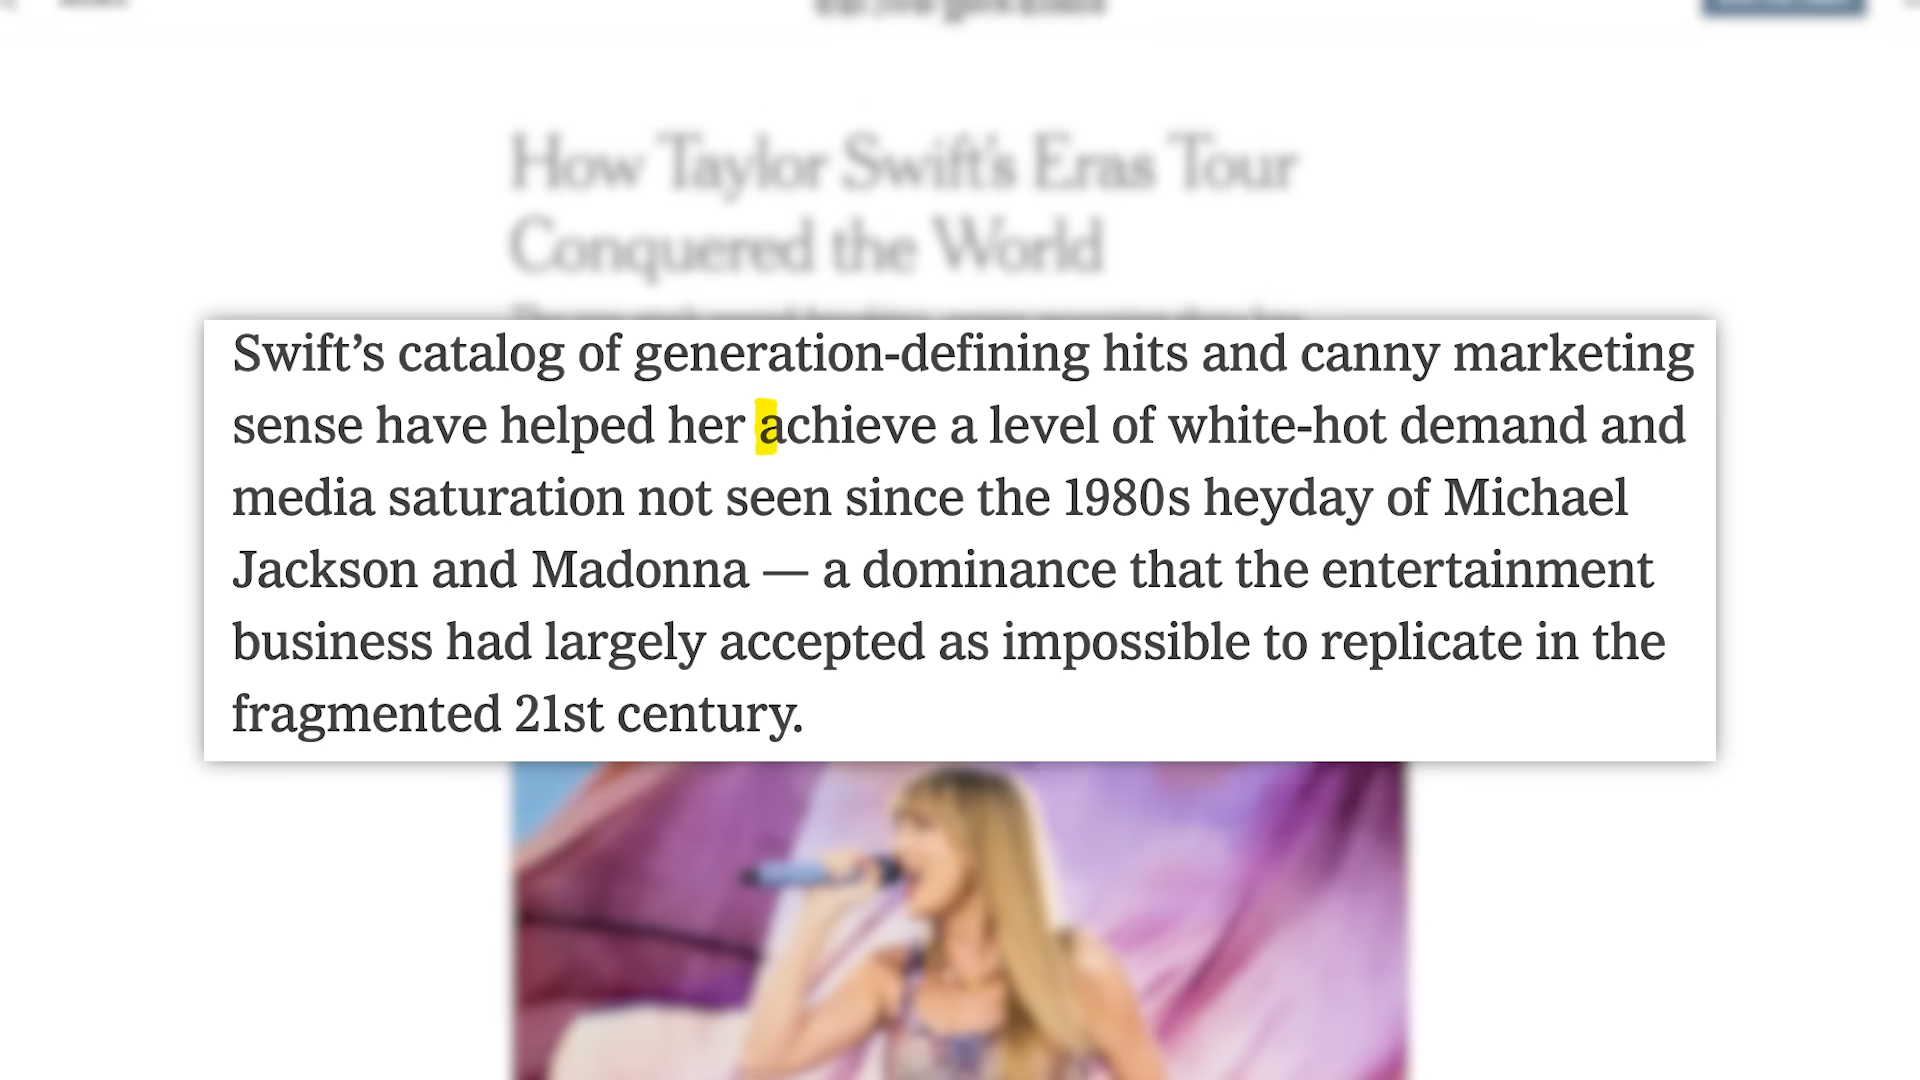 How Taylor Swift's Eras Tour
Conquered the World
Swift’s catalog of generation-defining hits and canny marketing
sense have helped her achieve a level of white-hot demand and
media saturation not seen since the 1980s heyday of Michael
Jackson and Madonna — a dominance that the entertainment
business had largely accepted as impossible to replicate in the
fragmented 21st century.